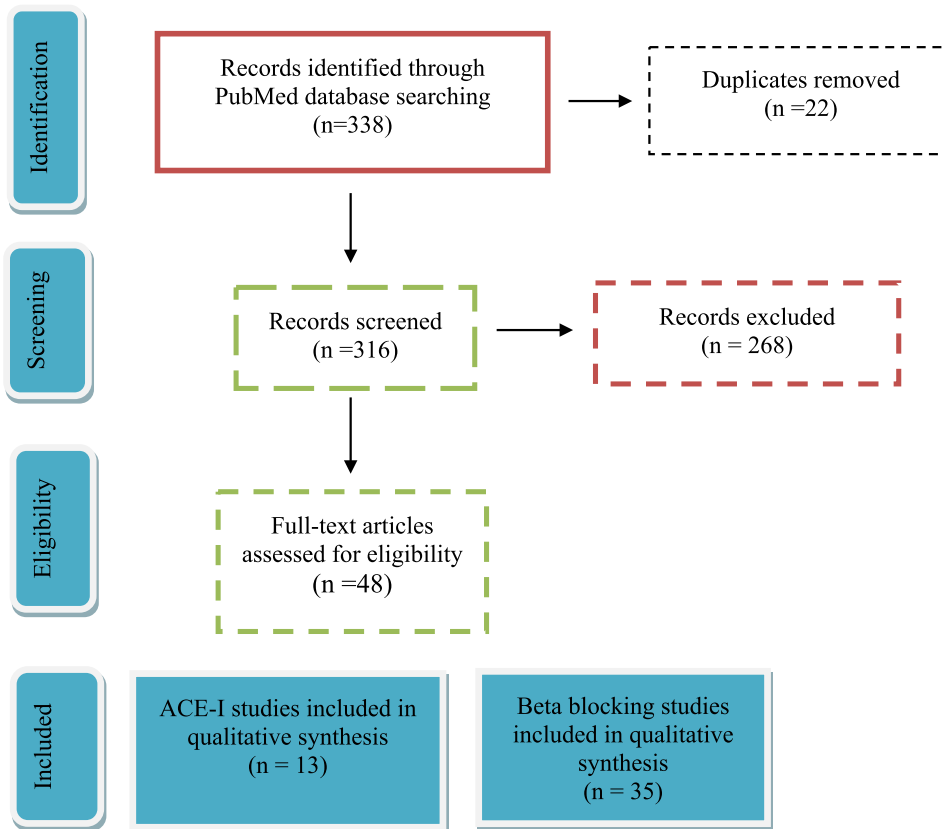 Identification
Records identified through
PubMed database searching
(n=338)
Duplicates removed
(n =22)
Screening
Records screened
(n =316)
Records excluded
(n = 268)
Eligibility
Full-text articles
assessed for eligibility
(n =48)
Included
ACE-I studies included in
qualitative synthesis
(n = 13)
Beta blocking studies
included in qualitative
synthesis
(n = 35)